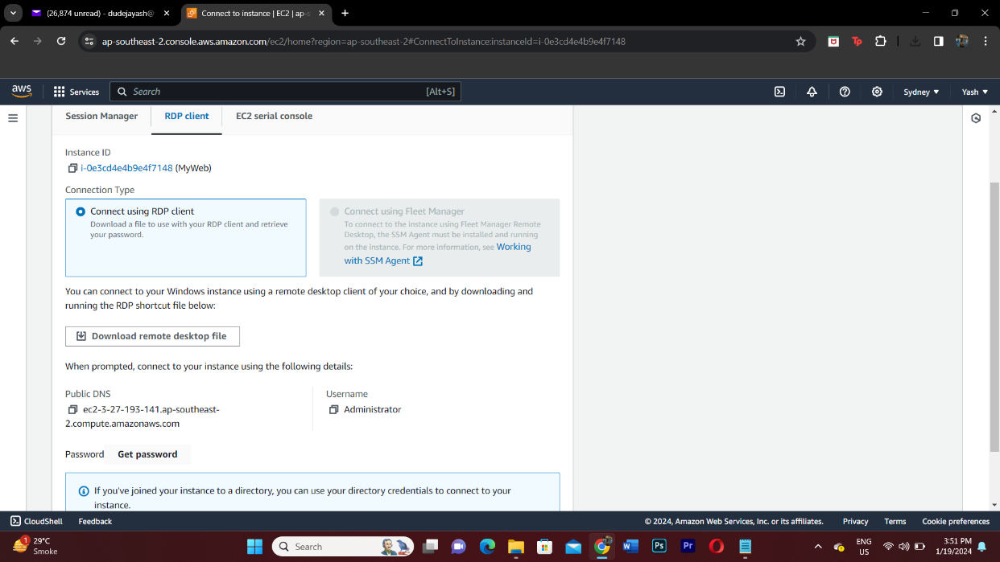 (26,874 unread) - dudejayash@
Connect to instance | EC2 | ap-s
ap-southeast-2.console.aws.amazon.com/ec2/home?region=ap-southeast-2#ConnectToInstance:instanceId=i-0e3cd4e4b9e4f7148
Tp
aws
Services
Search
[Alt+S]
Sydney
Yash
Session Manager
RDP client
EC2 serial console
Instance ID
i-0e3cd4e4b9e4f7148 (MyWeb)
Connection Type
Connect using RDP client
Download a file to use with your RDP client and retrieve
your password.
Connect using Fleet Manager
To connect to the instance using Fleet Manager Remote
Desktop, the SSM Agent must be installed and running
on the instance. For more information, see Working
with SSM Agent
You can connect to your Windows instance using a remote desktop client of your choice, and by downloading and
running the RDP shortcut file below:
Download remote desktop file
When prompted, connect to your instance using the following details:
Public DNS
ec2-3-27-193-141.ap-southeast-
2.compute.amazonaws.com
Username
Administrator
Password
Get password
If you've joined your instance to a directory, you can use your directory credentials to connect to your
instance.
CloudShell
Feedback
© 2024, Amazon Web Services, Inc. or its affiliates.
Privacy
Terms
Cookie preferences
1
29°C
Smoke
Search
W
Ps
Pr
ENG
US
3:51 PM
1/19/2024